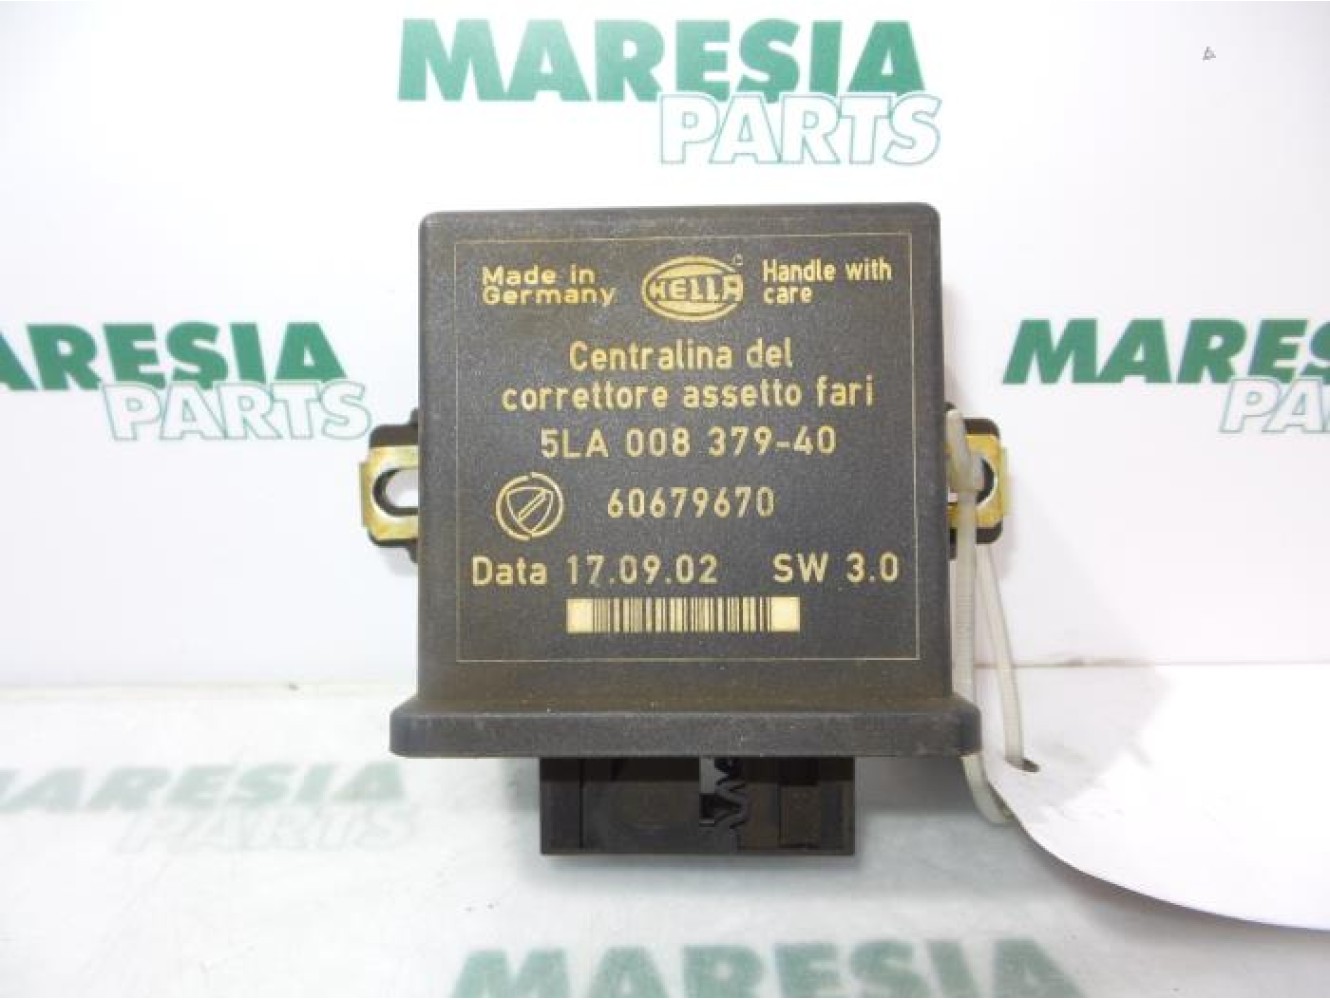 MARESIA
PARTS
MARESIA
PARTS
MARESIA
PARTS
Made in
Germany
HELLA
Handle with
care
Centralina del
correttore assetto fari
5LA 008 379-40
60679670
Data 17.09.02 SW 3.0
MARESIA
PARTS
MARESIA